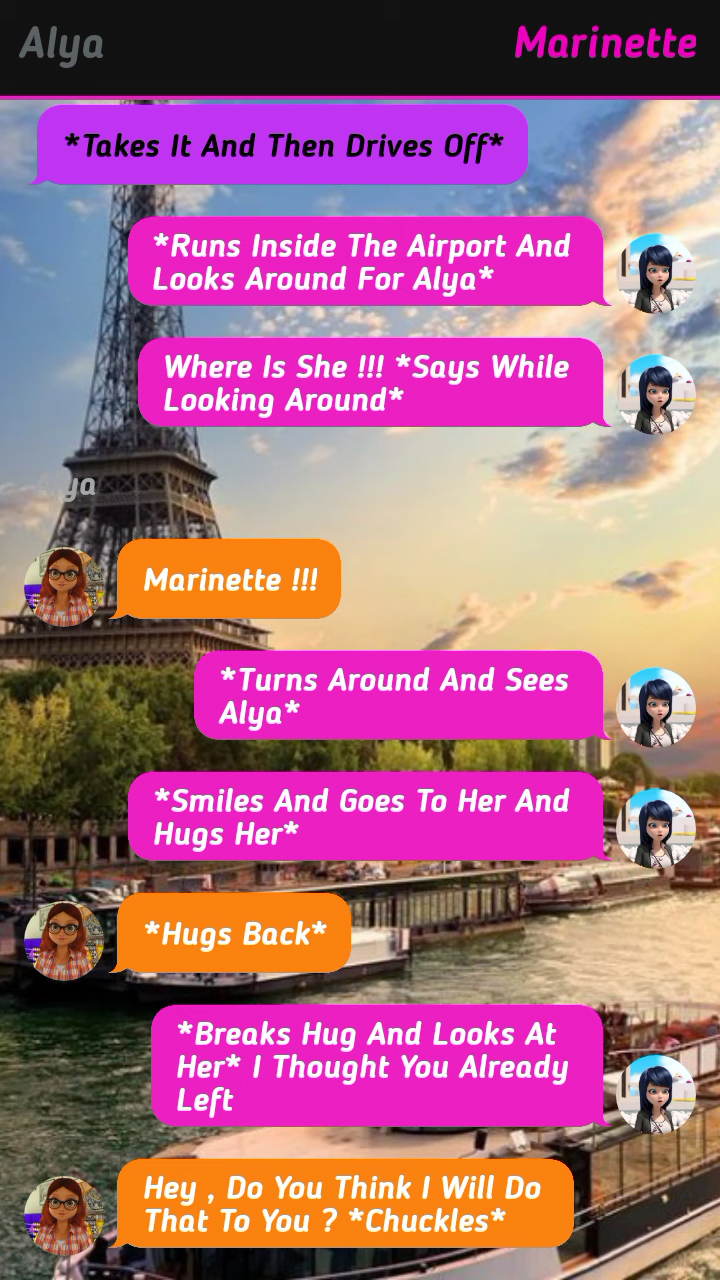 Alya
Marinette
*Takes It And Then Drives Off*
*Runs Inside The Airport And
Looks Around For Alya*
Where Is She !!! *Says While
Looking Around*
Alya
Marinette !!!
*Turns Around And Sees
Alya*
*Smiles And Goes To Her And
Hugs Her*
*Hugs Back*
*Breaks Hug And Looks At
Her* I Thought You Already
Left
Hey , Do You Think I Will Do
That To You ? *Chuckles*